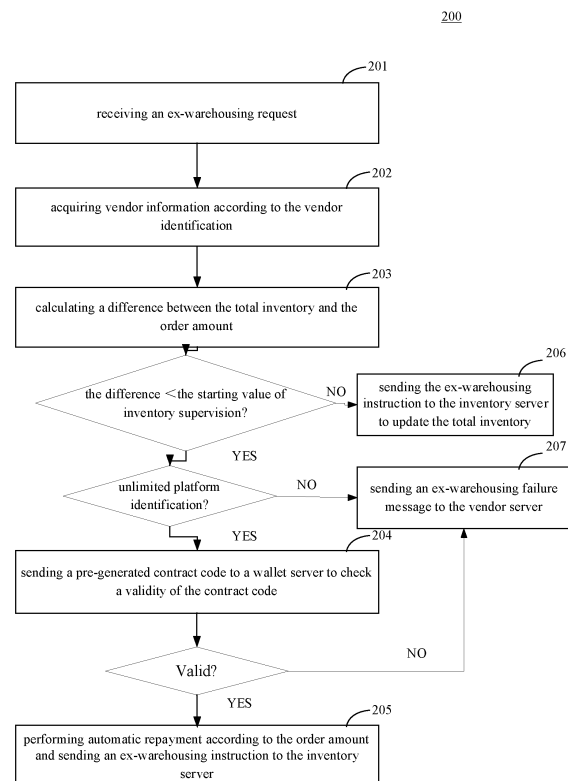 200
201
receiving an ex-warehousing request
202
acquiring vendor information according to the vendor
identification
203
calculating a difference between the total inventory and the
order amount
206
the difference <the starting value of
inventory supervision?
NO
sending the ex-warehousing
instruction to the inventory server
to update the total inventory
YES
207
unlimited platform
identification?
NO
sending an ex-warehousing failure
message to the vendor server
YES
204
sending a pre-generated contract code to a wallet server to check
a validity of the contract code
Valid?
NO
YES
205
performing automatic repayment according to the order amount
and sending an ex-warehousing instruction to the inventory
server